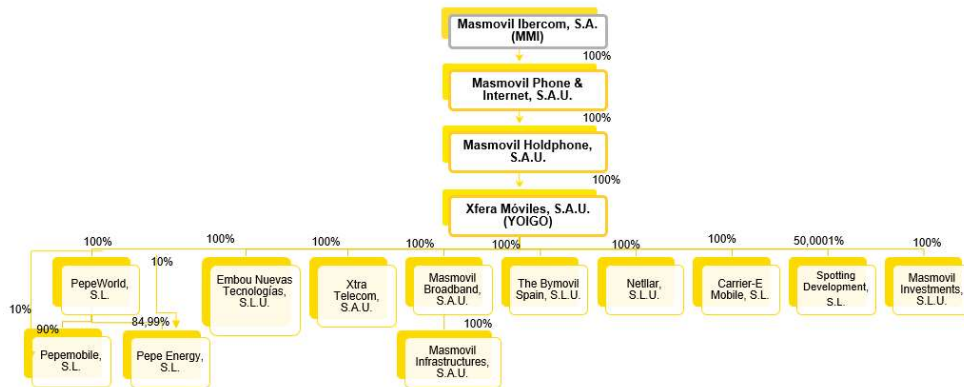 Masmovil Ibercom, S.A.
(MMI)
100%
Masmovil Phone &
Internet, S.A.U.
100%
Masmovil Holdphone,
S.A.U.
100%
Xfera Móviles, S.A.U.
(YOIGO)
100%
100%
100%
100%
100%
100%
100%
50,0001%
100%
PepeWorld,
S.L.
10%
Embou Nuevas
Tecnologías, S.L.U.
Xtra
Telecom,
S.A.U.
Masmovil
Broadband,
S.A.U.
The Bymovil
Spain, S.L.U.
Netllar,
S.L.U.
Carrier-E
Mobile, S.L.
Spotting
Development,
S.L.
Masmovil
Investments,
S.L.U.
10%
90%
84,99%
100%
Pepemobile,
S.L.
Pepe Energy,
S.L.
Masmovil
Infrastructures,
S.A.U.